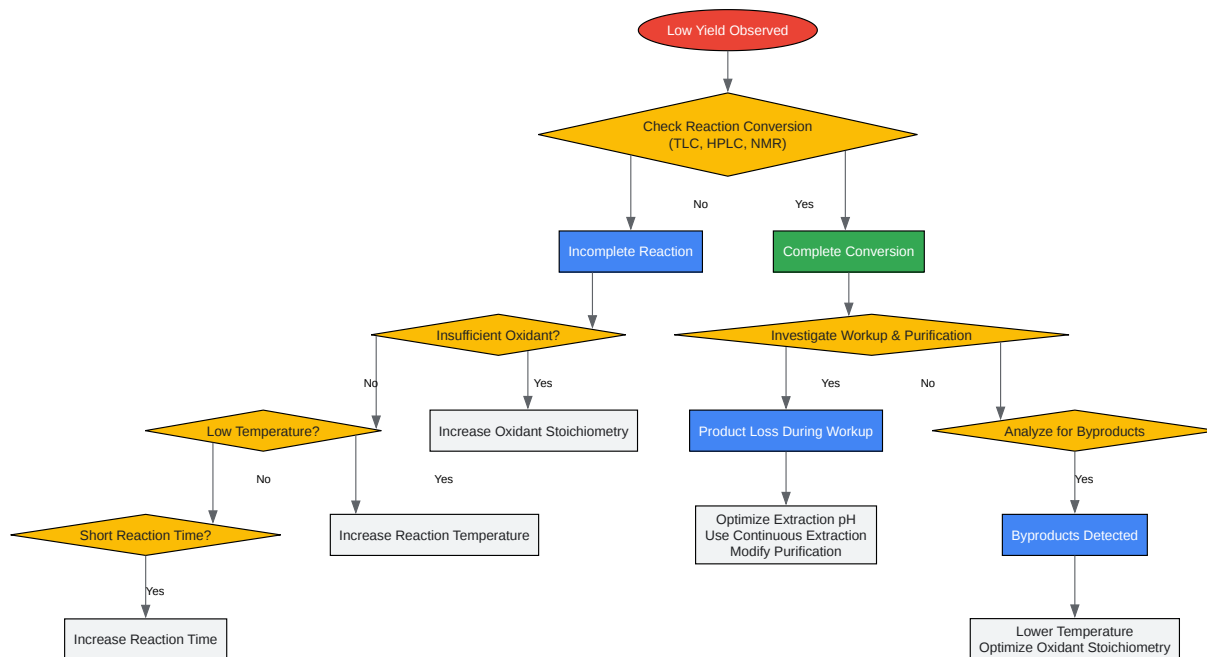 Low Yield Observed
Check Reaction Conversion
(TLC, HPLC, NMR)
No
Yes
Incomplete Reaction
Complete Conversion
Insufficient Oxidant?
Investigate Workup & Purification
No
Yes
Yes
No
Low Temperature?
Increase Oxidant Stoichiometry
Product Loss During Workup
Analyze for Byproducts
No
Yes
Yes
Short Reaction Time?
Increase Reaction Temperature
Optimize Extraction pH
Use Continuous Extraction
Modify Purification
Byproducts Detected
Yes
Increase Reaction Time
Lower Temperature
Optimize Oxidant Stoichiometry